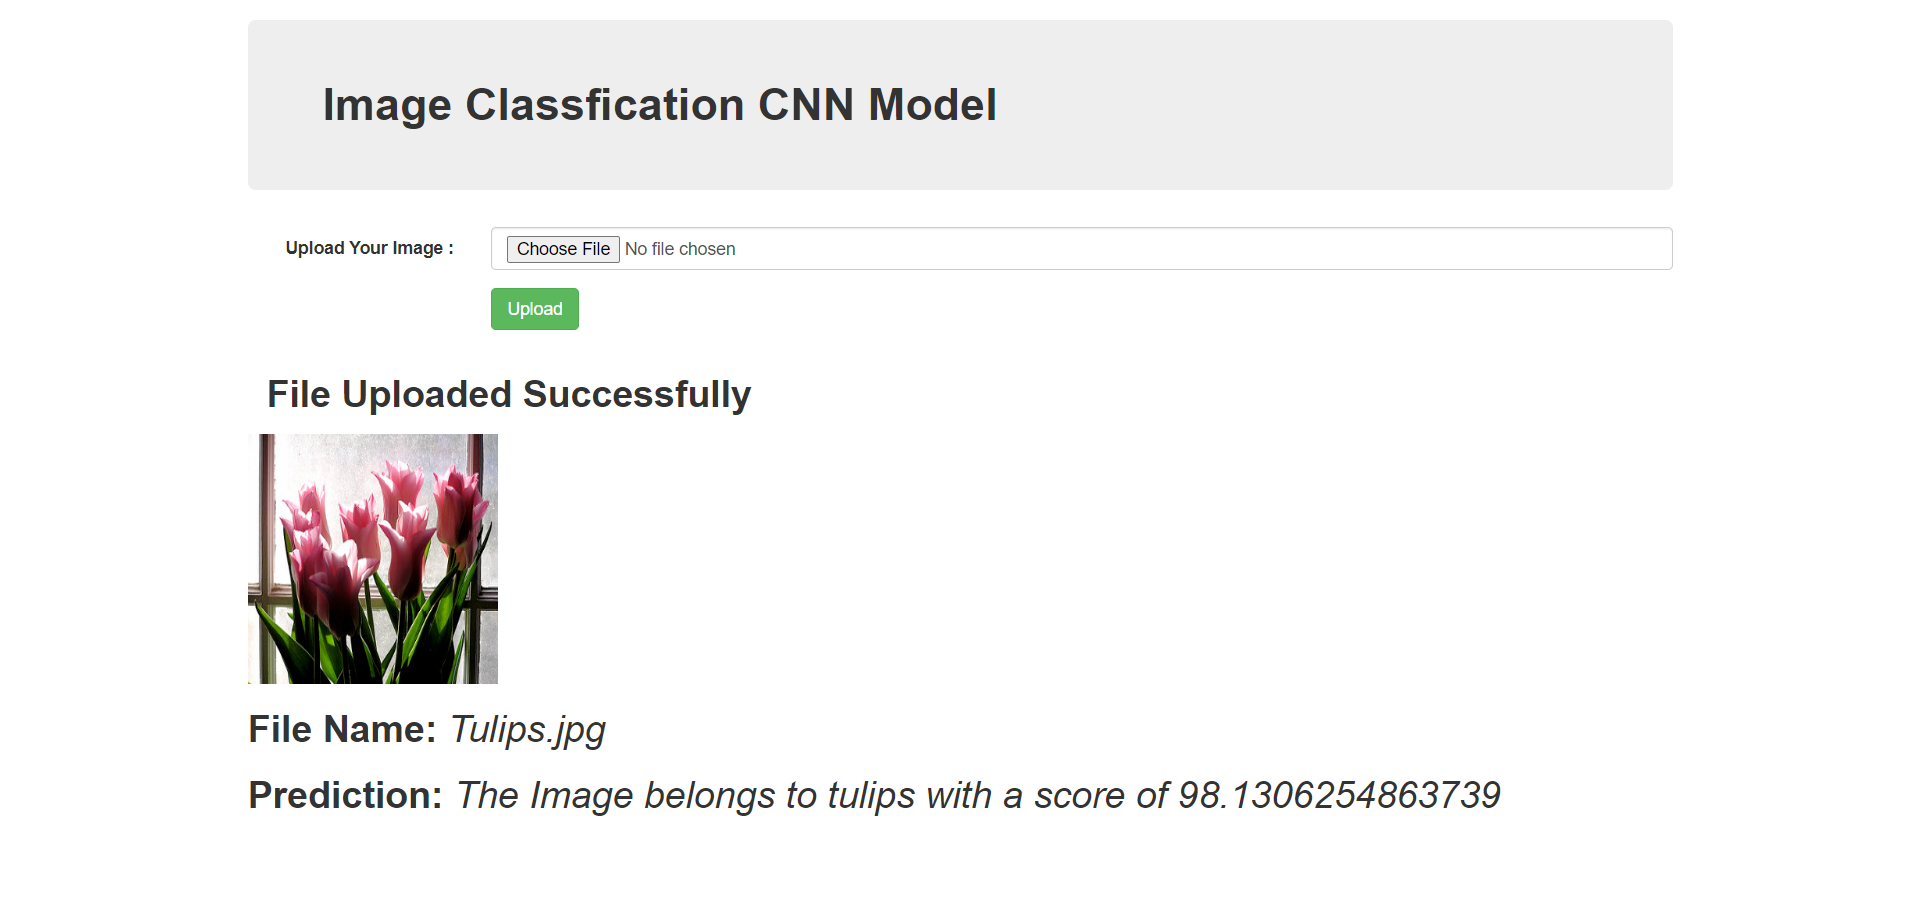 Image Classfication CNN Model
Upload Your Image :
Choose File No file chosen
Upload
File Uploaded Successfully
File Name: Tulips.jpg
Prediction: The Image belongs to tulips with a score of 98.1306254863739